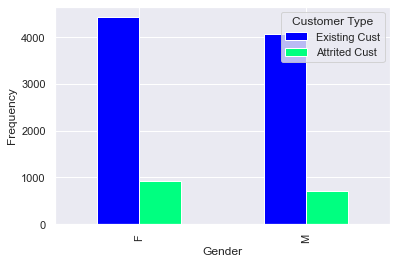 Customer Type
Existing Cust
Attrited Cust
4000
3000
2000
1000
0
Frequency
F
M
Gender